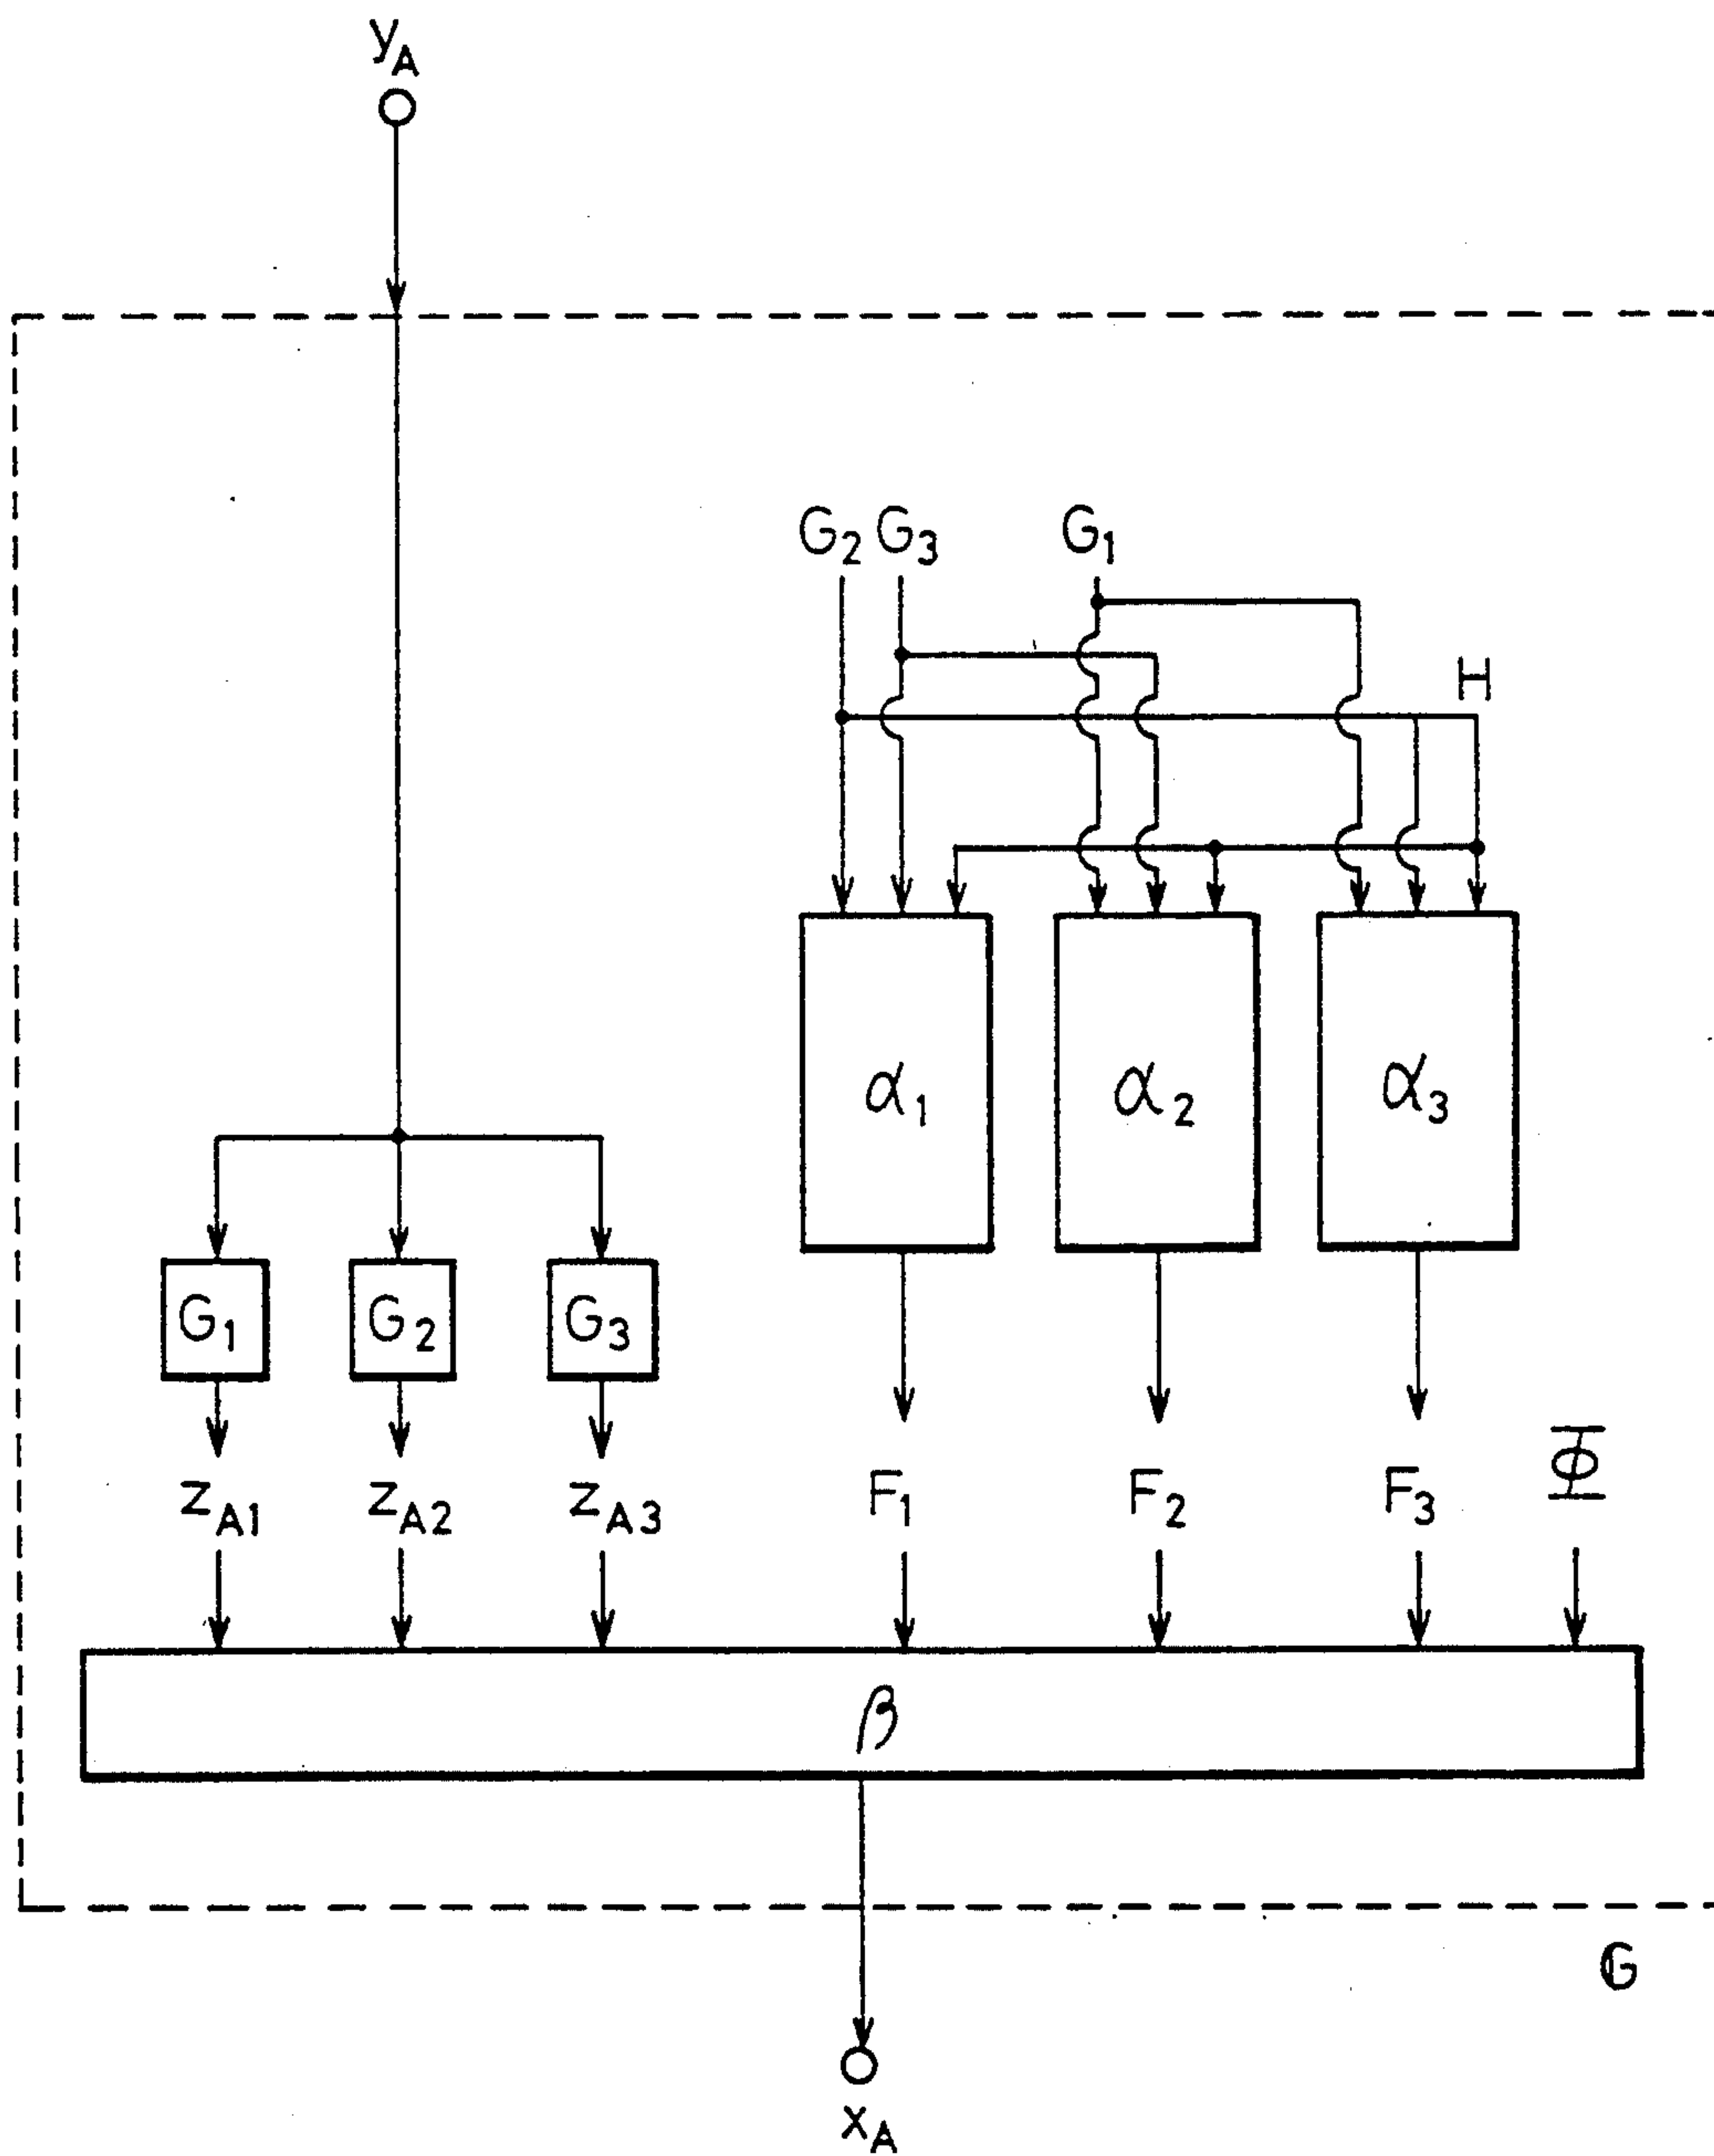 y_A
G₂ G₃ G₁
H
α₁ α₂ α₃
G₁ G₂ G₃
z_A1 z_A2 z_A3 F₁ F₂ F₃ Φ
β
G
x_A